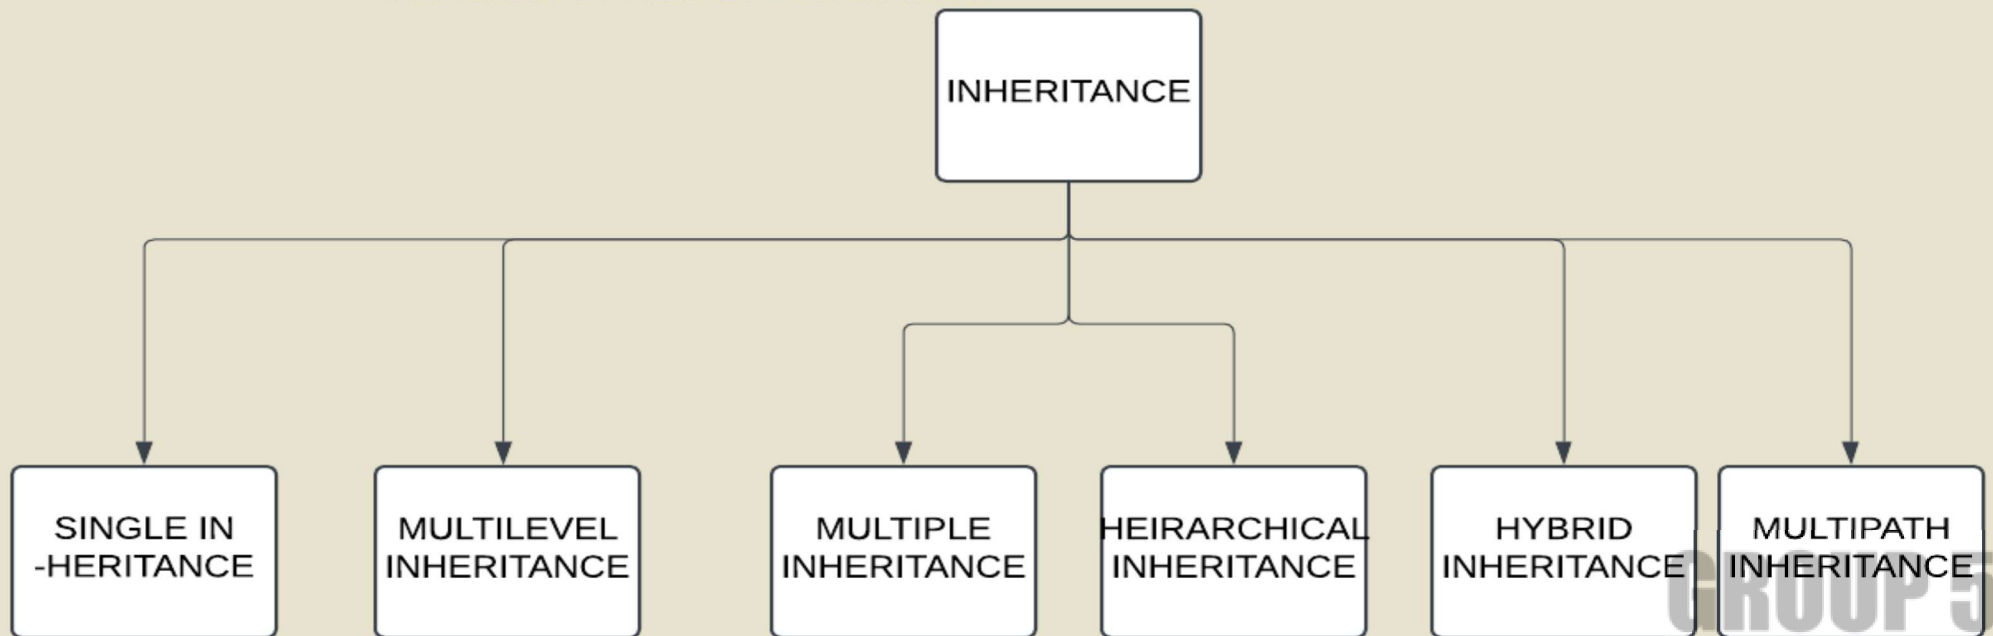 INHERITANCE
SINGLE IN
-HERITANCE
MULTILEVEL
INHERITANCE
MULTIPLE
INHERITANCE
HEIRARCHICAL
INHERITANCE
HYBRID
INHERITANCE
MULTIPATH
INHERITANCE
GROUP 5